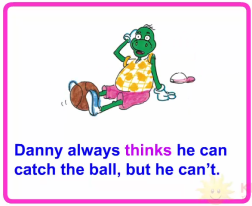 Danny always thinks he can
catch the ball, but he can't.